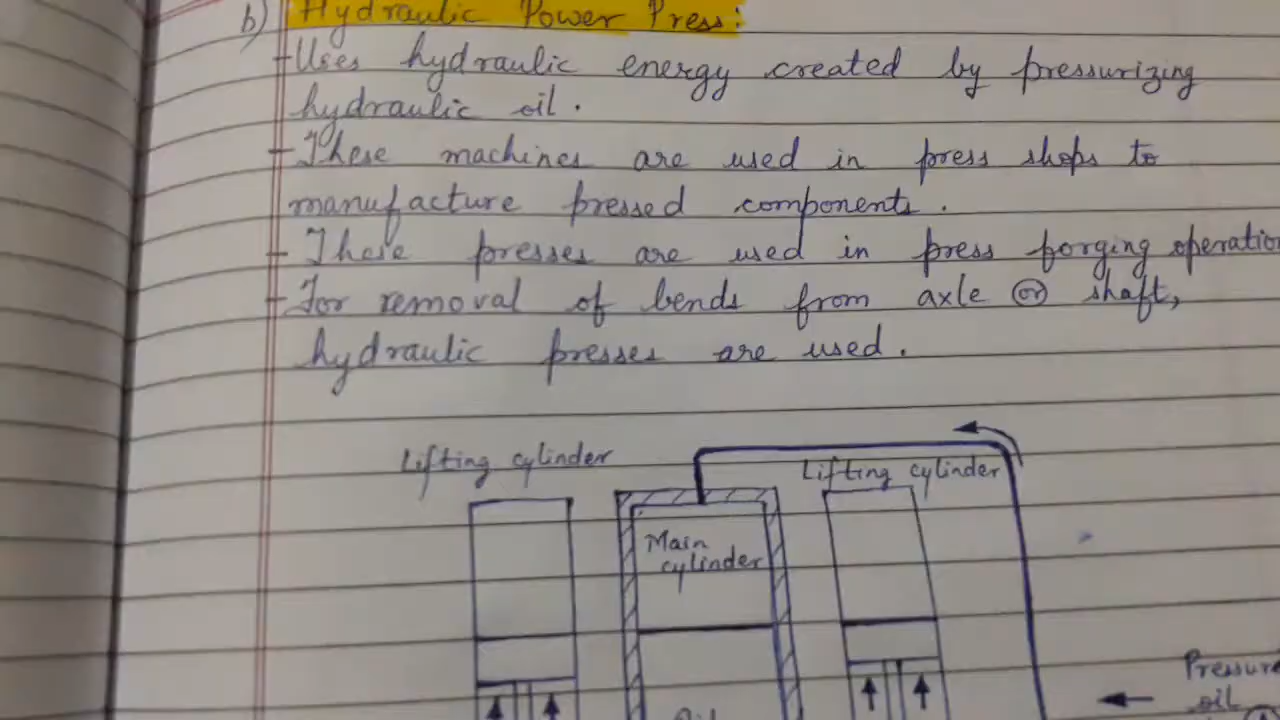 b) Hydraulic Power Press:
- Uses hydraulic energy created by pressurizing
hydraulic oil.
- These machines are used in press shops to
manufacture pressed components.
- These presses are used in press forging operation
- For removal of bends from axle or shaft,
hydraulic presses are used.
Lifting cylinder
Lifting cylinder
Main
cylinder
Pressure
oil